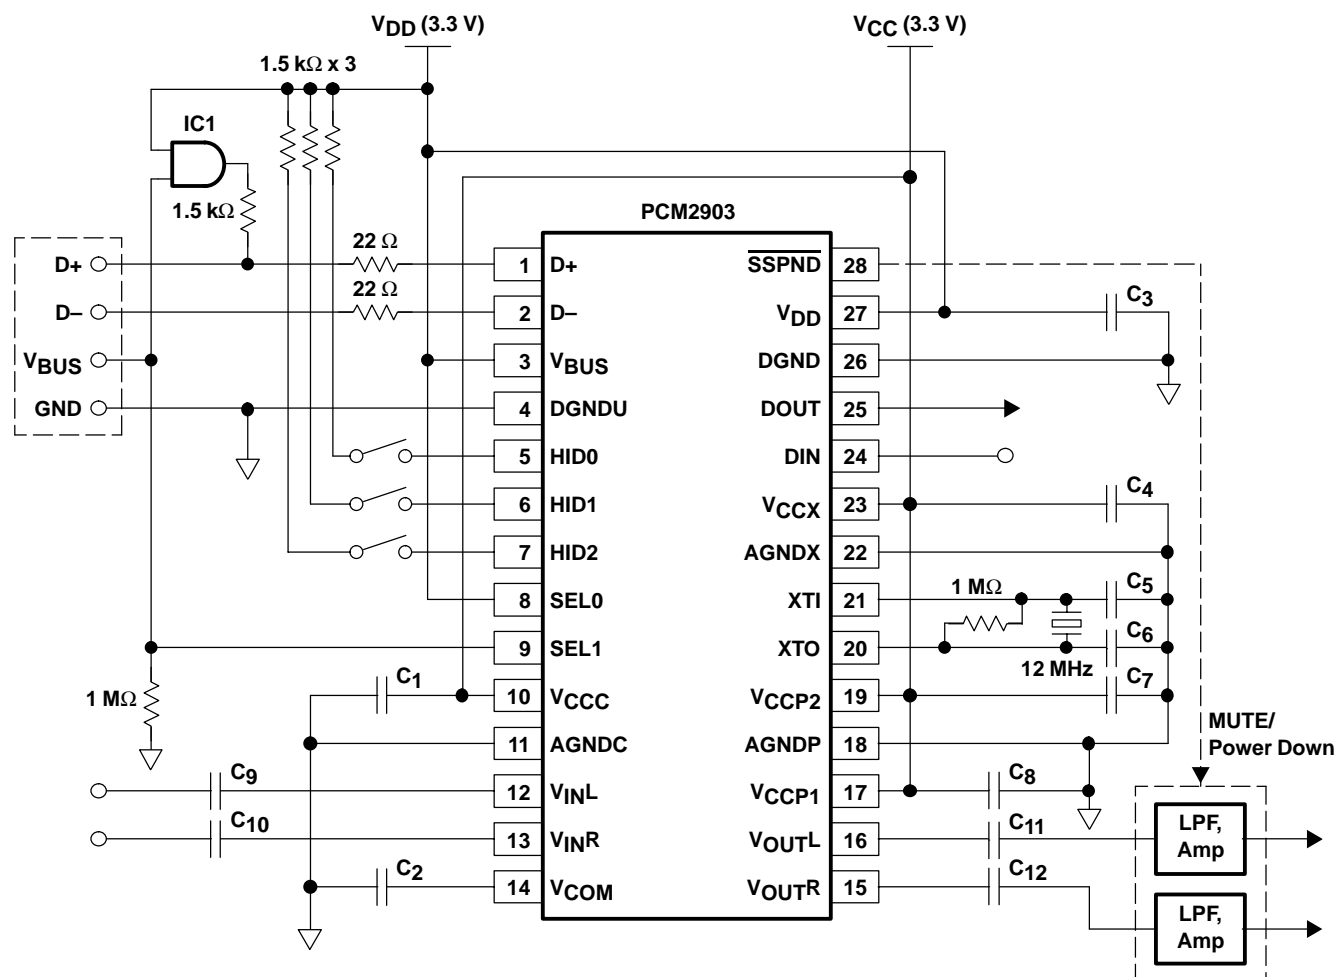 VDD (3.3 V)
VCC (3.3 V)
1.5 kΩ x 3
IC1
1.5 kΩ
PCM2903
22 Ω
22 Ω
D+
D–
VBUS
GND
1 D+
2 D–
3 VBUS
4 DGNDU
5 HID0
6 HID1
7 HID2
8 SEL0
9 SEL1
10 VCCC
11 AGNDC
12 VINL
13 VINR
14 VCOM
SSPND 28
VDD 27
DGND 26
DOUT 25
DIN 24
VCCX 23
AGNDX 22
XTI 21
XTO 20
VCCP2 19
AGNDP 18
VCCP1 17
VOUTL 16
VOUTR 15
1 MΩ
C1
C9
C10
C2
C3
C4
1 MΩ
C5
C6
12 MHz
C7
C8
C11
C12
MUTE/
Power Down
LPF,
Amp
LPF,
Amp